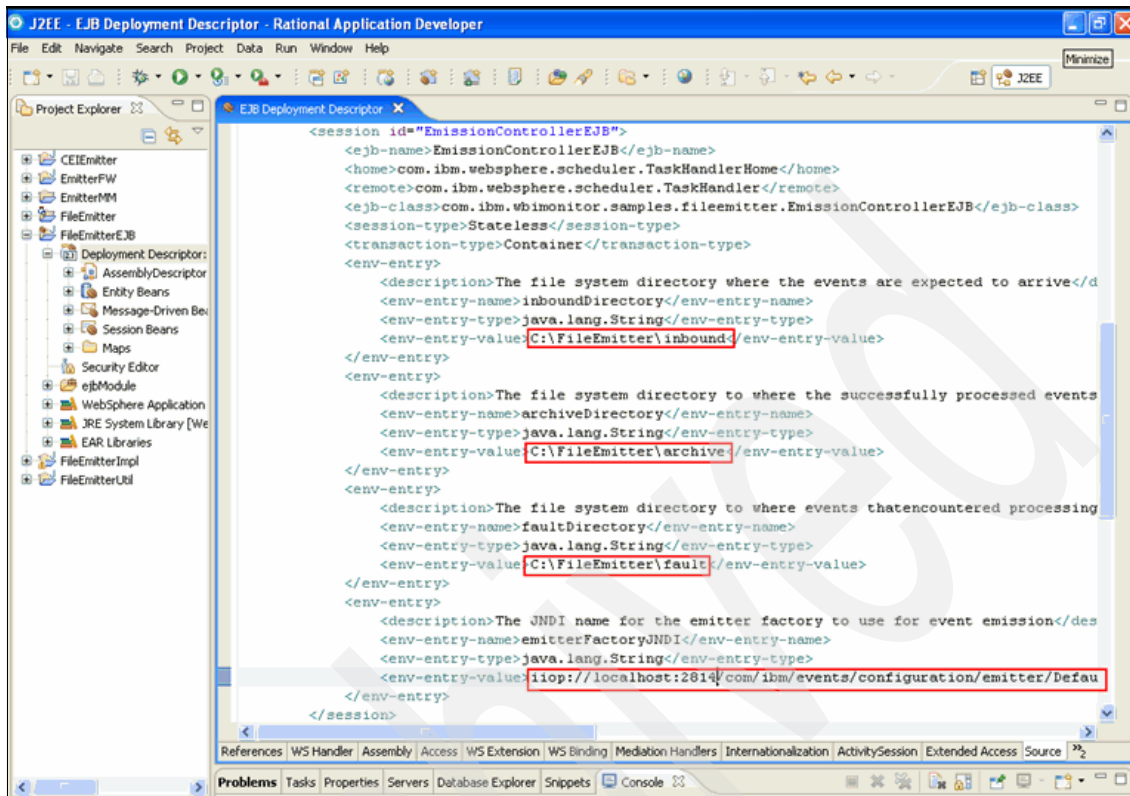 J2EE - EJB Deployment Descriptor - Rational Application Developer
File Edit Navigate Search Project Data Run Window Help
Minimize
J2EE
Project Explorer
EJB Deployment Descriptor
CEIEmitter
EmitterFW
EmitterMM
FileEmitter
FileEmitterEJB
Deployment Descriptor:
AssemblyDescriptor
Entity Beans
Message-Driven Bea
Session Beans
Maps
Security Editor
ejbModule
WebSphere Application
JRE System Library [We
EAR Libraries
FileEmitterImpl
FileEmitterUtil
<session id="EmissionControllerEJB">
<ejb-name>EmissionControllerEJB</ejb-name>
<home>com.ibm.websphere.scheduler.TaskHandlerHome</home>
<remote>com.ibm.websphere.scheduler.TaskHandler</remote>
<ejb-class>com.ibm.wbimonitor.samples.fileemitter.EmissionControllerEJB</ejb-class>
<session-type>Stateless</session-type>
<transaction-type>Container</transaction-type>
<env-entry>
<description>The file system directory where the events are expected to arrive</d
<env-entry-name>inboundDirectory</env-entry-name>
<env-entry-type>java.lang.String</env-entry-type>
<env-entry-value>C:\FileEmitter\inbound</env-entry-value>
</env-entry>
<env-entry>
<description>The file system directory to where the successfully processed events
<env-entry-name>archiveDirectory</env-entry-name>
<env-entry-type>java.lang.String</env-entry-type>
<env-entry-value>C:\FileEmitter\archive</env-entry-value>
</env-entry>
<env-entry>
<description>The file system directory to where events thatencountered processing
<env-entry-name>faultDirectory</env-entry-name>
<env-entry-type>java.lang.String</env-entry-type>
<env-entry-value>C:\FileEmitter\fault</env-entry-value>
</env-entry>
<env-entry>
<description>The JNDI name for the emitter factory to use for event emission</des
<env-entry-name>emitterFactoryJNDI</env-entry-name>
<env-entry-type>java.lang.String</env-entry-type>
<env-entry-value>iiop://localhost:2814/com/ibm/events/configuration/emitter/Defau
</env-entry>
</session>
References WS Handler Assembly Access WS Extension WS Binding Mediation Handlers Internationalization ActivitySession Extended Access Source »2
Problems Tasks Properties Servers Database Explorer Snippets Console